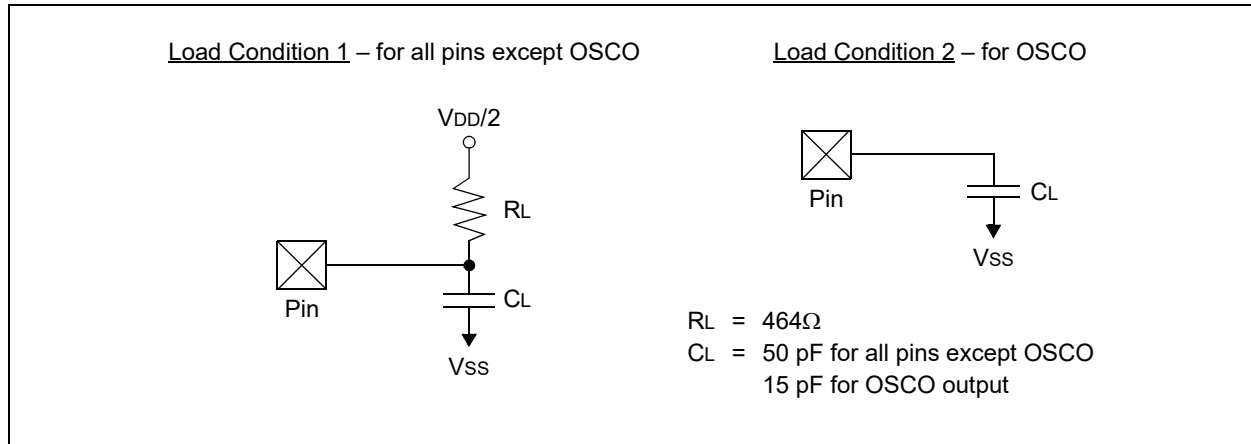 Load Condition 1 – for all pins except OSCO
VDD/2
RL
Pin
CL
VSS
Load Condition 2 – for OSCO
Pin
CL
VSS
RL = 464Ω
CL = 50 pF for all pins except OSCO
15 pF for OSCO output